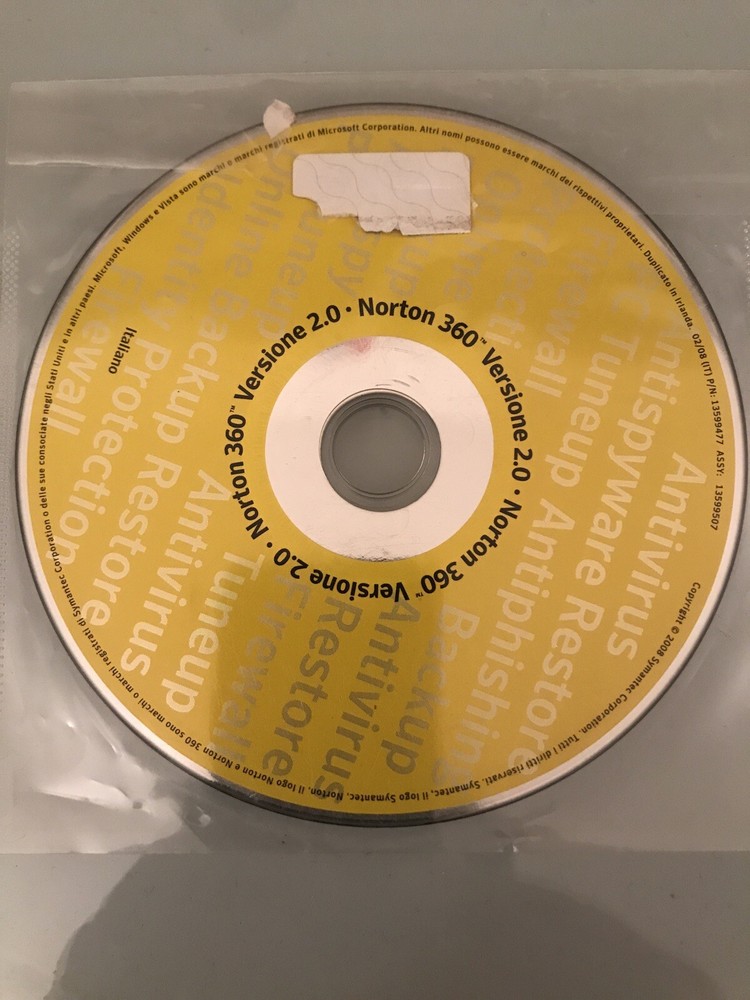 Norton 360™ Versione 2.0 • Norton 360™ Versione 2.0 • Norton 360™ Versione 2.0 •
Italiano
Copyright © 2008 Symantec Corporation. Tutti i diritti riservati. Symantec, il logo Symantec, Norton, il logo Norton e Norton 360 sono marchi o marchi registrati di Symantec Corporation o delle sue consociate negli Stati Uniti e in altri paesi. Microsoft, Windows e Vista sono marchi o marchi registrati di Microsoft Corporation. Altri nomi possono essere marchi dei rispettivi proprietari. Duplicato in Irlanda. 02/08 (IT) P/N: 13599477 ASSY: 13599507
Firewall
Identity Protection
Online Backup Restore
Tuneup
Antivirus
Tuneup
Firewall
Restore
Antivirus
Backup
Backup
Firewall
Tuneup Antiphishing
Antispyware Restore
Antivirus